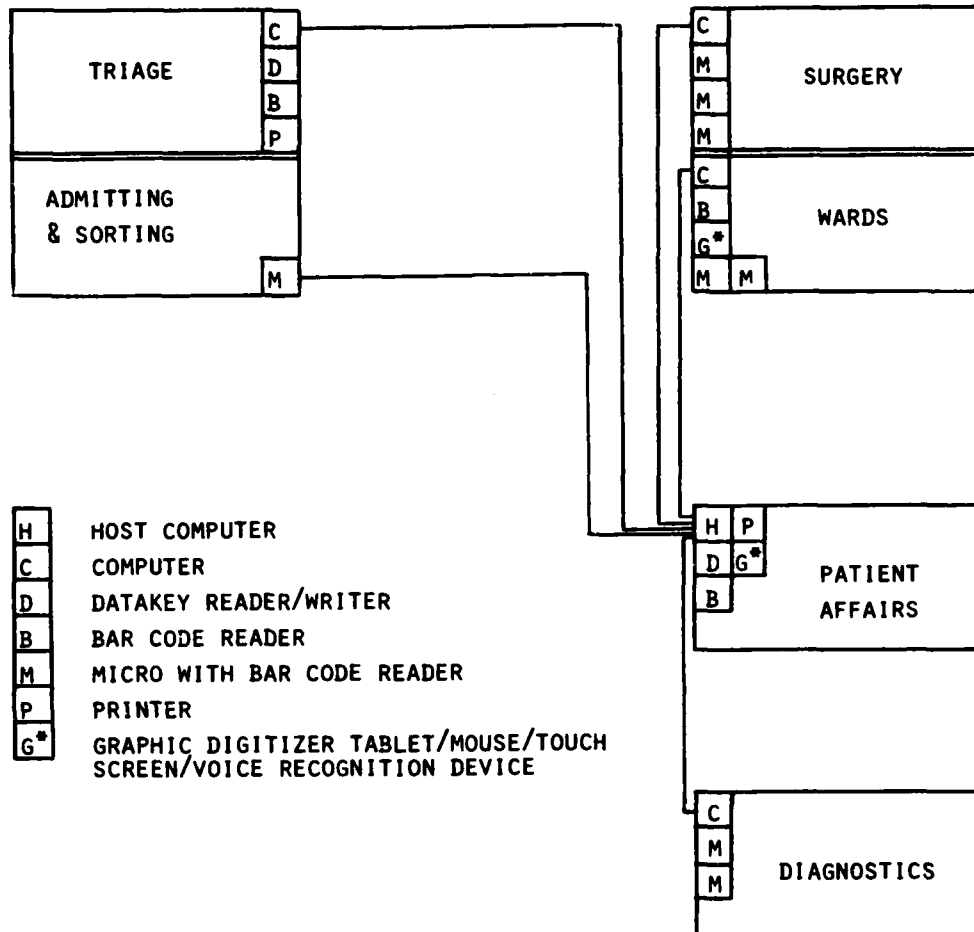 TRIAGE
C
D
B
P
ADMITTING
& SORTING
M
C
M
M
M
SURGERY
C
B
G*
M M
WARDS
H P
D G*
B
PATIENT
AFFAIRS
C
M
M
DIAGNOSTICS
H HOST COMPUTER
C COMPUTER
D DATAKEY READER/WRITER
B BAR CODE READER
M MICRO WITH BAR CODE READER
P PRINTER
G* GRAPHIC DIGITIZER TABLET/MOUSE/TOUCH
SCREEN/VOICE RECOGNITION DEVICE